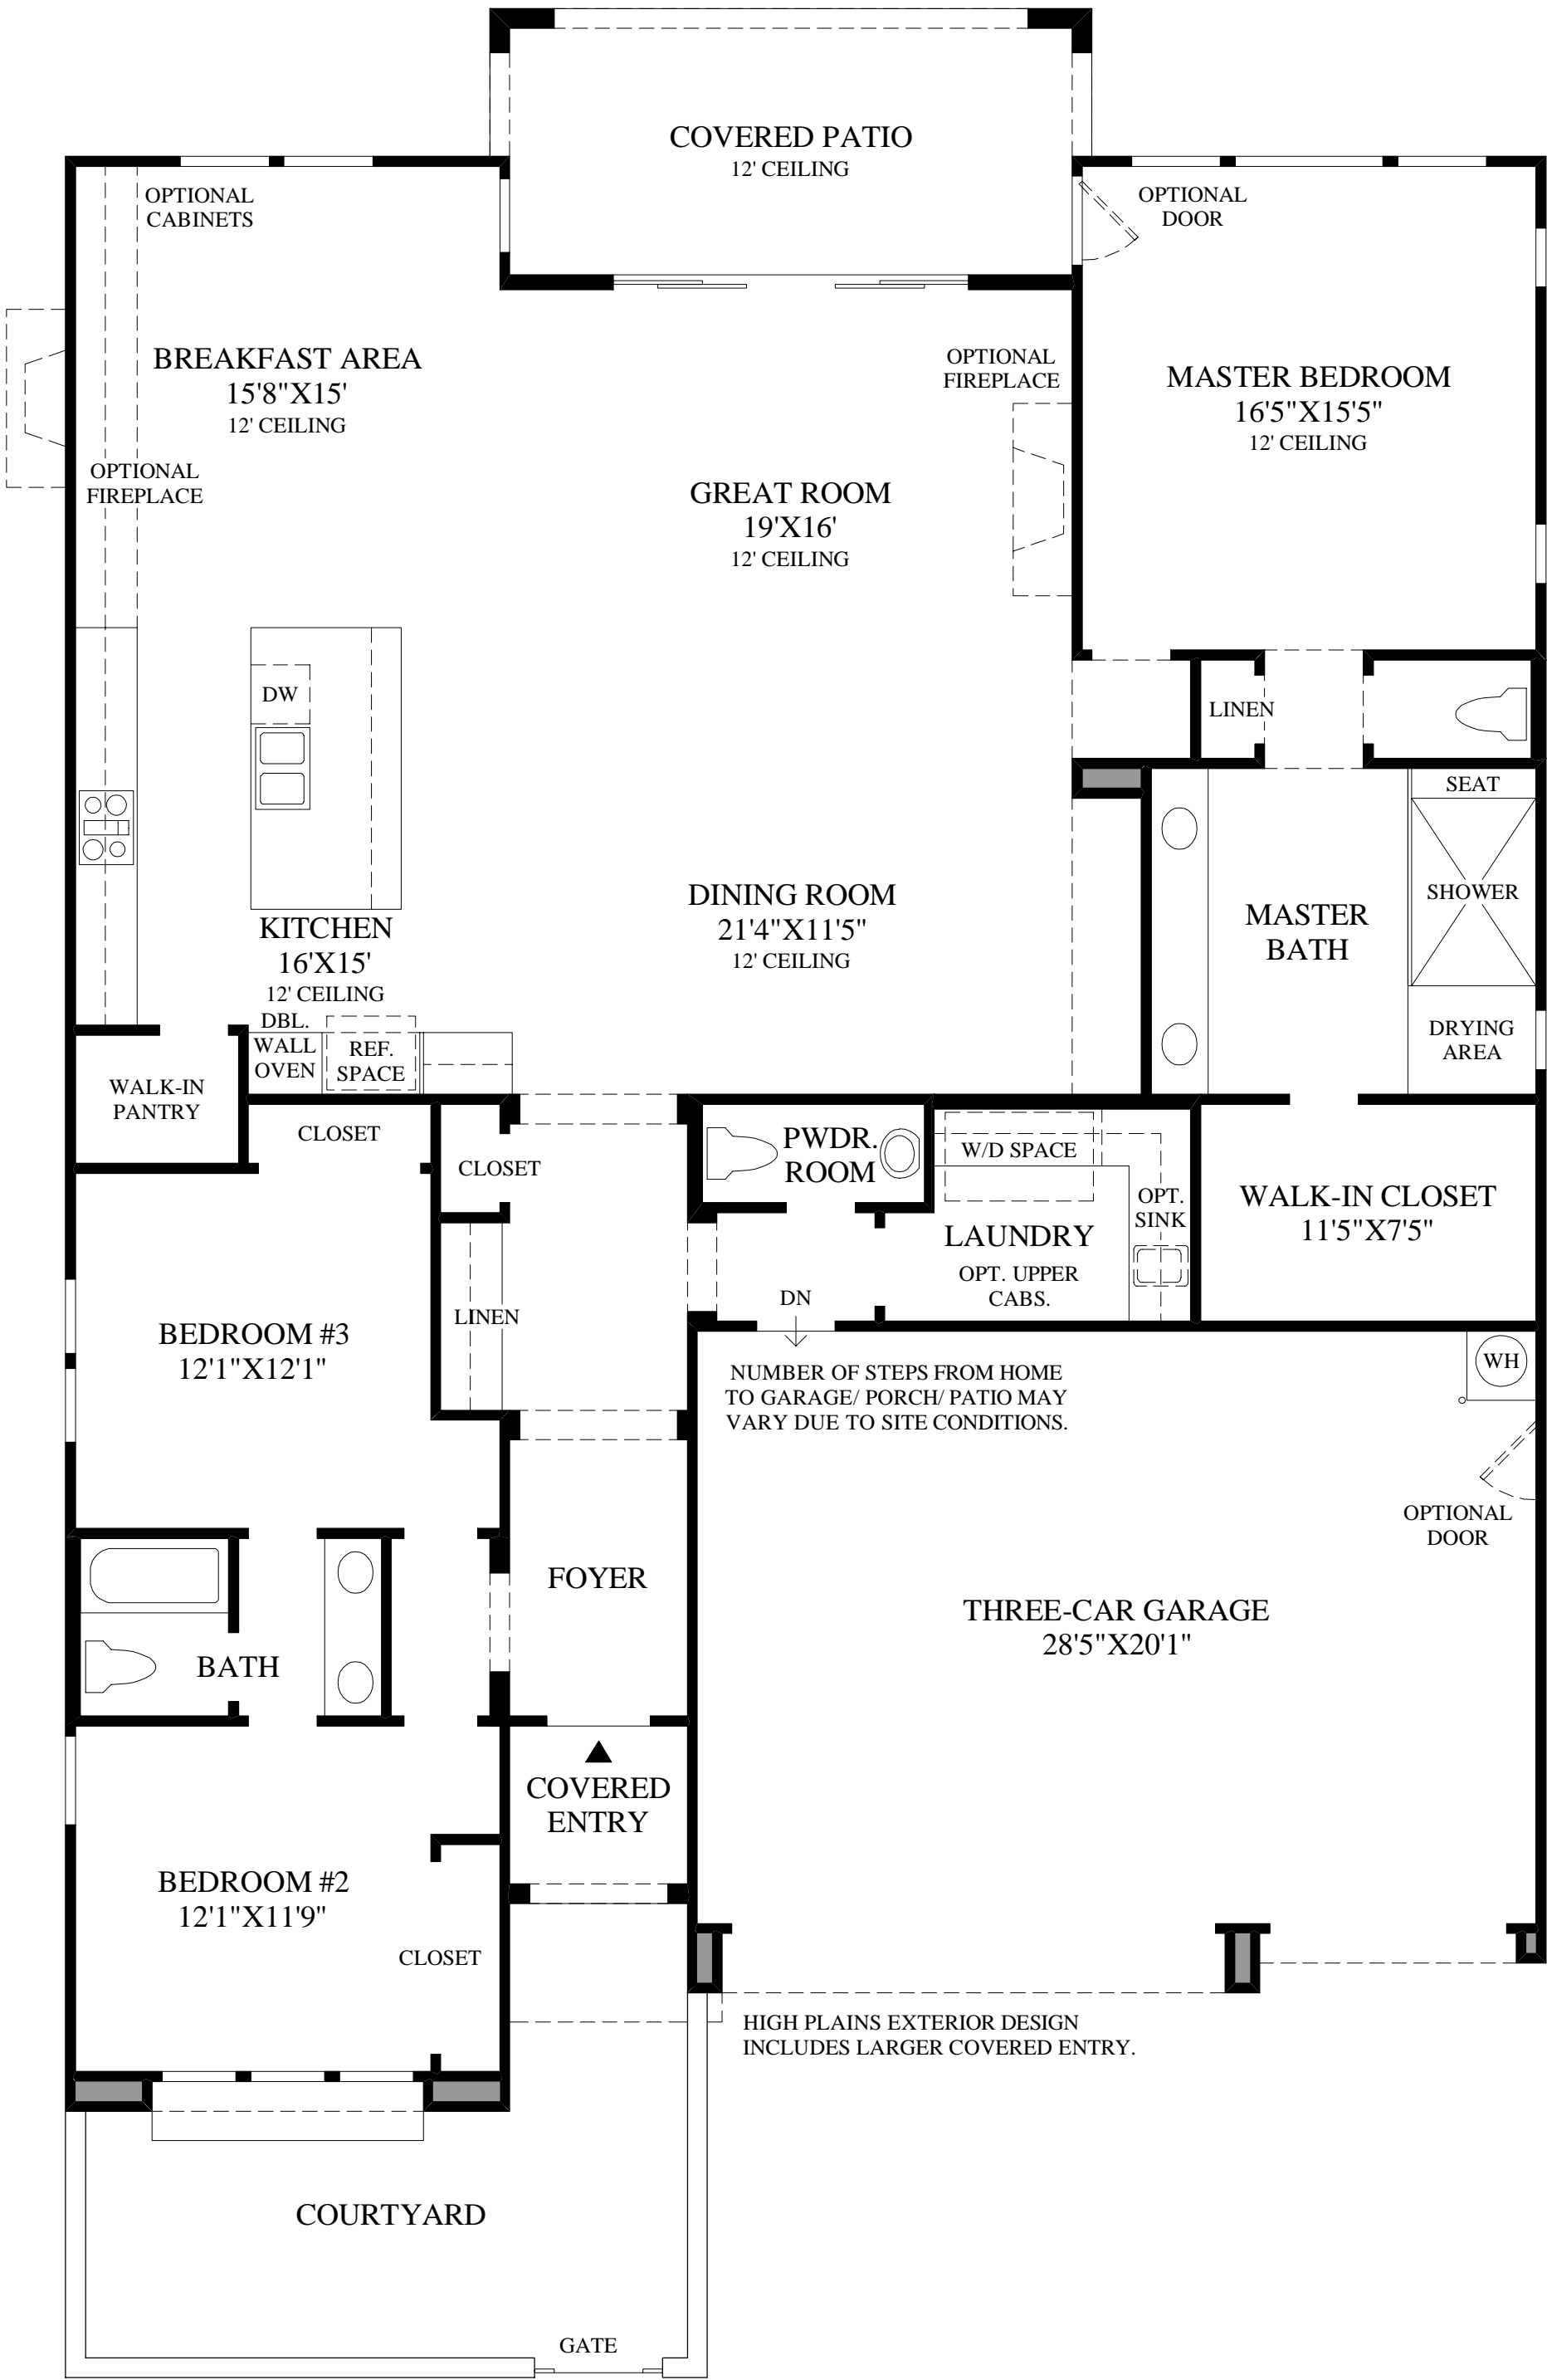 COVERED PATIO
12' CEILING
OPTIONAL
CABINETS
OPTIONAL
DOOR
BREAKFAST AREA
15'8"X15'
12' CEILING
OPTIONAL
FIREPLACE
OPTIONAL
FIREPLACE
MASTER BEDROOM
16'5"X15'5"
12' CEILING
GREAT ROOM
19'X16'
12' CEILING
DW
LINEN
SEAT
SHOWER
MASTER
BATH
DRYING
AREA
DINING ROOM
21'4"X11'5"
12' CEILING
KITCHEN
16'X15'
12' CEILING
DBL.
WALL
OVEN
REF.
SPACE
WALK-IN
PANTRY
CLOSET
CLOSET
PWDR.
ROOM
W/D SPACE
OPT.
SINK
LAUNDRY
OPT. UPPER
CABS.
WALK-IN CLOSET
11'5"X7'5"
LINEN
DN
BEDROOM #3
12'1"X12'1"
NUMBER OF STEPS FROM HOME
TO GARAGE/ PORCH/ PATIO MAY
VARY DUE TO SITE CONDITIONS.
WH
OPTIONAL
DOOR
FOYER
THREE-CAR GARAGE
28'5"X20'1"
BATH
COVERED
ENTRY
BEDROOM #2
12'1"X11'9"
CLOSET
HIGH PLAINS EXTERIOR DESIGN
INCLUDES LARGER COVERED ENTRY.
COURTYARD
GATE